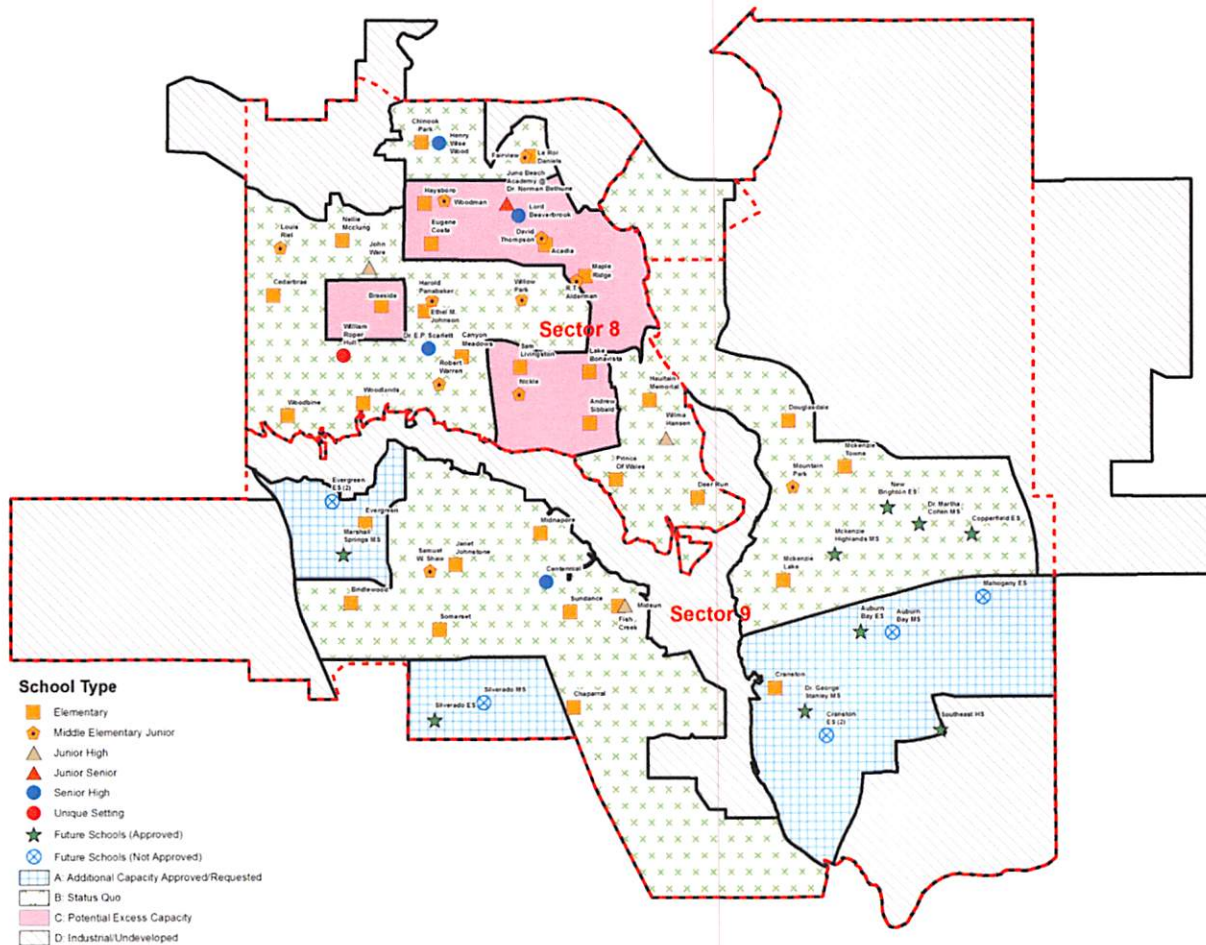 Chinook
Park
Henry
Wise
Wood
Fairview
Le Roi
Daniels
Juno Beach
Academy @
Dr. Norman Bethune
Haysboro
Woodman
Lord
Beaverbrook
Eugene
Coste
David
Thompson
Acadia
Louis
Riel
Nellie
Mcclung
John
Ware
Cedarbrae
Braeside
Harold
Panabaker
Ethel M.
Johnson
Willow
Park
Maple
Ridge
R.T.
Alderman
Sector 8
William
Roper
Hull
Dr. E.P. Scarlett
Canyon
Meadows
Robert
Warren
Sam
Livingston
Nickle
Lake
Bonavista
Andrew
Sibbald
Woodbine
Woodlands
Haultain
Memorial
Wilma
Hansen
Prince
Of Wales
Deer Run
Douglasdale
Mckenzie
Towne
Mountain
Park
New
Brighton ES
Dr. Martha
Cohen MS
Copperfield ES
Mckenzie
Highlands MS
Mckenzie
Lake
Evergreen
ES (2)
Evergreen
Marshall
Springs MS
Midnapore
Samuel
W. Shaw
Janet
Johnstone
Centennial
Bridlewood
Somerset
Sundance
Fish
Creek
Midsun
Sector 9
Mahogany ES
Auburn
Bay ES
Auburn
Bay MS
Silverado MS
Silverado ES
Chaparral
Cranston
Dr. George
Stanley MS
Cranston
ES (2)
Southeast HS
School Type
Elementary
Middle Elementary Junior
Junior High
Junior Senior
Senior High
Unique Setting
Future Schools (Approved)
Future Schools (Not Approved)
A: Additional Capacity Approved/Requested
B: Status Quo
C: Potential Excess Capacity
D: Industrial/Undeveloped